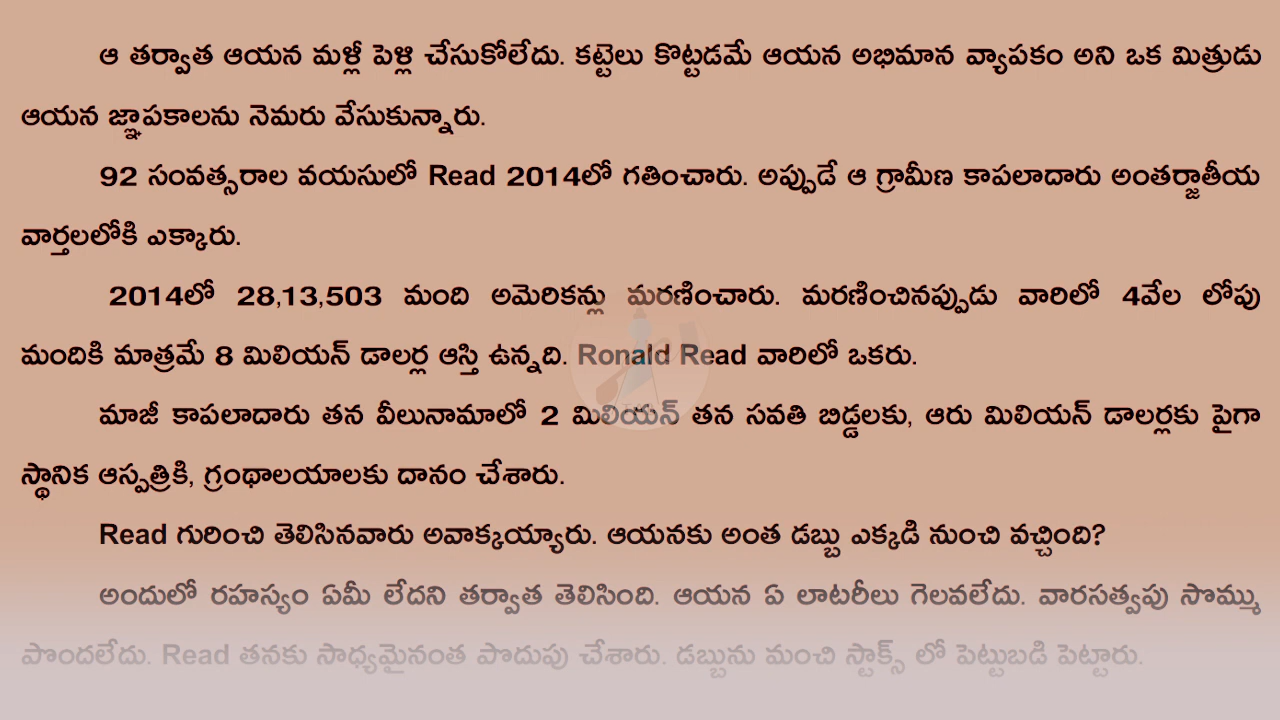 ఆ తర్వాత ఆయన మళ్లీ పెళ్లి చేసుకోలేదు. కట్టెలు కొట్టడమే ఆయన అభిమాన వ్యాపకం అని ఒక మిత్రుడు
ఆయన జ్ఞాపకాలను నెమరు వేసుకున్నారు.
92 సంవత్సరాల వయసులో Read 2014లో గతించారు. అప్పుడే ఆ గ్రామీణ కాపలాదారు అంతర్జాతీయ
వార్తలలోకి ఎక్కారు.
2014లో 28,13,503 మంది అమెరికన్లు మరణించారు. మరణించినప్పుడు వారిలో 4వేల లోపు
మందికి మాత్రమే 8 మిలియన్ డాలర్ల ఆస్తి ఉన్నది. Ronald Read వారిలో ఒకరు.
మాజీ కాపలాదారు తన వీలునామాలో 2 మిలియన్ తన సవతి బిడ్డలకు, ఆరు మిలియన్ డాలర్లకు పైగా
స్థానిక ఆస్పత్రికి, గ్రంథాలయాలకు దానం చేశారు.
Read గురించి తెలిసినవారు అవాక్కయ్యారు. ఆయనకు అంత డబ్బు ఎక్కడి నుంచి వచ్చింది?
అందులో రహస్యం ఏమీ లేదని తర్వాత తెలిసింది. ఆయన ఏ లాటరీలు గెలవలేదు. వారసత్వపు సొమ్ము
పొందలేదు. Read తనకు సాధ్యమైనంత పొదుపు చేశారు. డబ్బును మంచి స్టాక్స్ లో పెట్టుబడి పెట్టారు.